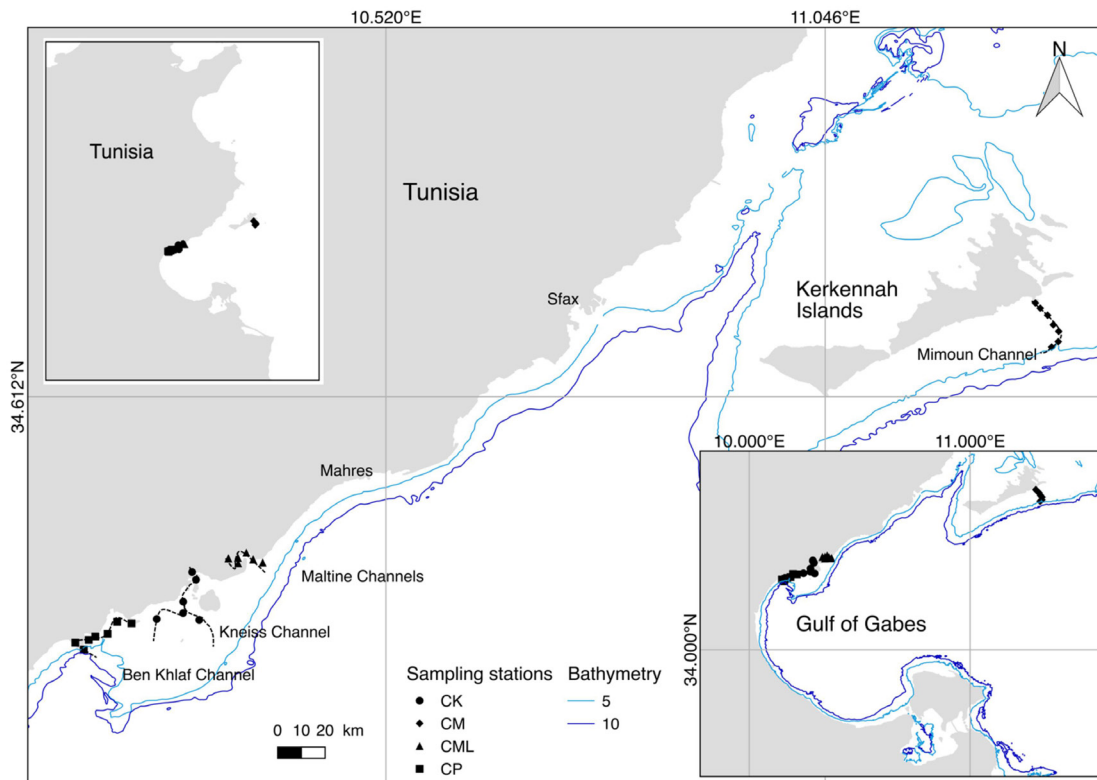 10.520°E
11.046°E
N
Tunisia
Tunisia
Sfax
Kerkennah
Islands
Mimoun Channel
34.612°N
10.000°E
11.000°E
Mahres
Maltine Channels
Kneiss Channel
Ben Khlaf Channel
Gulf of Gabes
34.000°N
Sampling stations
CK
CM
CML
CP
Bathymetry
5
10
0 10 20 km